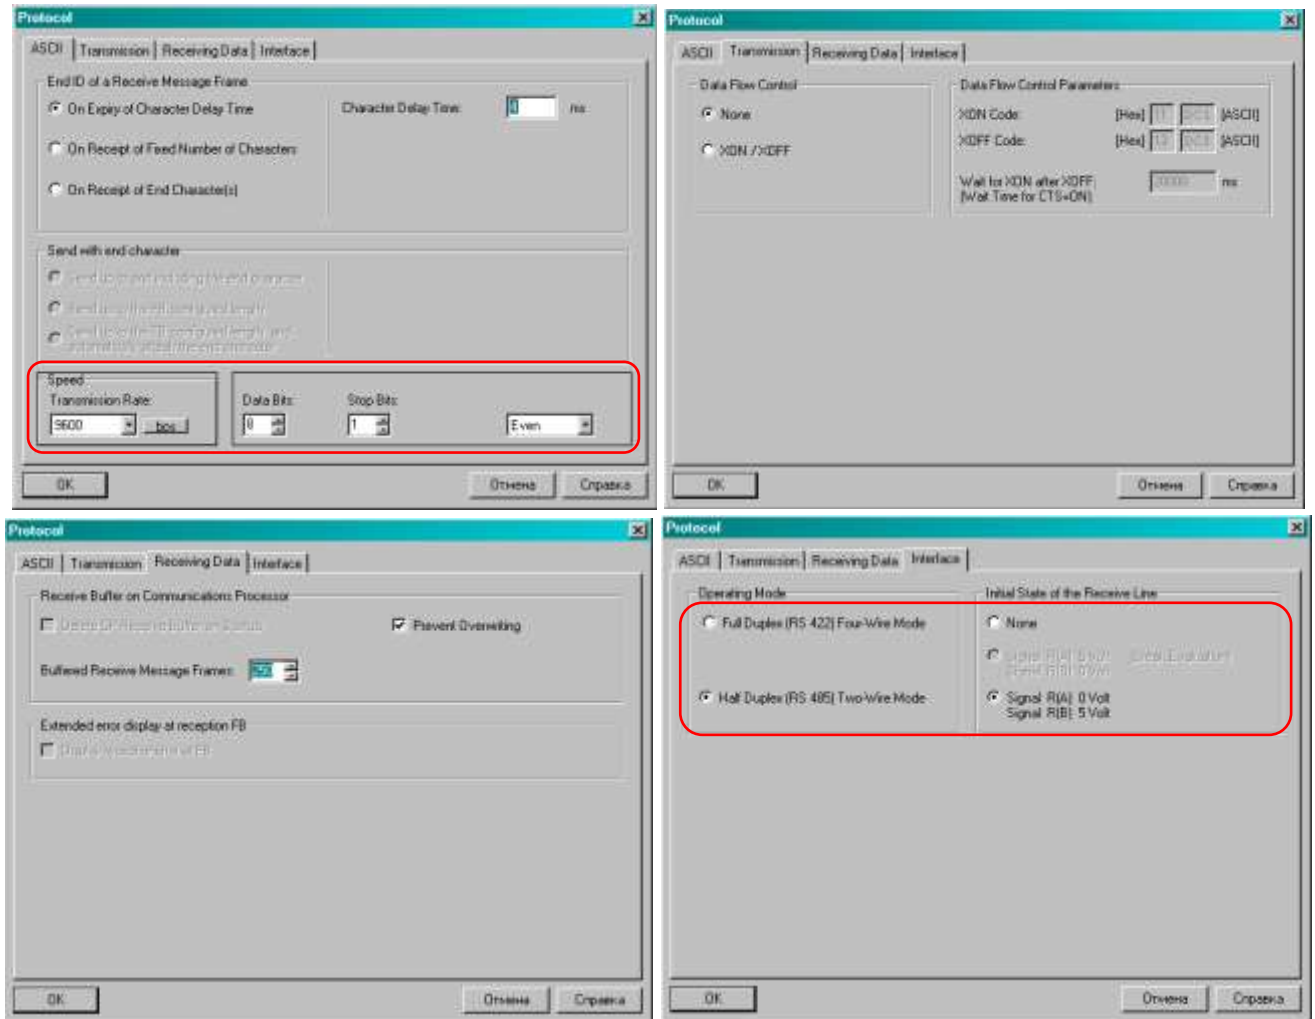 Protocol
ASCII Transmission Receiving Data Interface
End ID of a Receive Message Frame
On Expiry of Character Delay Time
Character Delay Time: 4 ms
On Receipt of Fixed Number of Characters
On Receipt of End Character(s)
Send with end character
Speed
Transmission Rate:
Data Bits:
Stop Bits:
9600 bps 8 1 Even
OK Отмена Справка
Protocol
ASCII Transmission Receiving Data Interface
Data Flow Control
None
XON / XOFF
Data Flow Control Parameters
XON Code: (Hex) 11 DC1 (ASCII)
XOFF Code: (Hex) 13 (ASCII)
Wait for XON after XOFF: 20000 ms
(Wait Time for CTS=ON)
OK Отмена Справка
Protocol
ASCII Transmission Receiving Data Interface
Receive Buffer on Communications Processor
Prevent Overwriting
Buffered Receive Message Frames: 250
Extended error display at reception FB
OK Отмена Справка
Protocol
ASCII Transmission Receiving Data Interface
Operating Mode
Full Duplex (RS 422) Four-Wire Mode
Half Duplex (RS 485) Two-Wire Mode
Initial State of the Receive Line
None
Signal R(A) 0 Volt
Signal R(B) 5 Volt
OK Отмена Справка